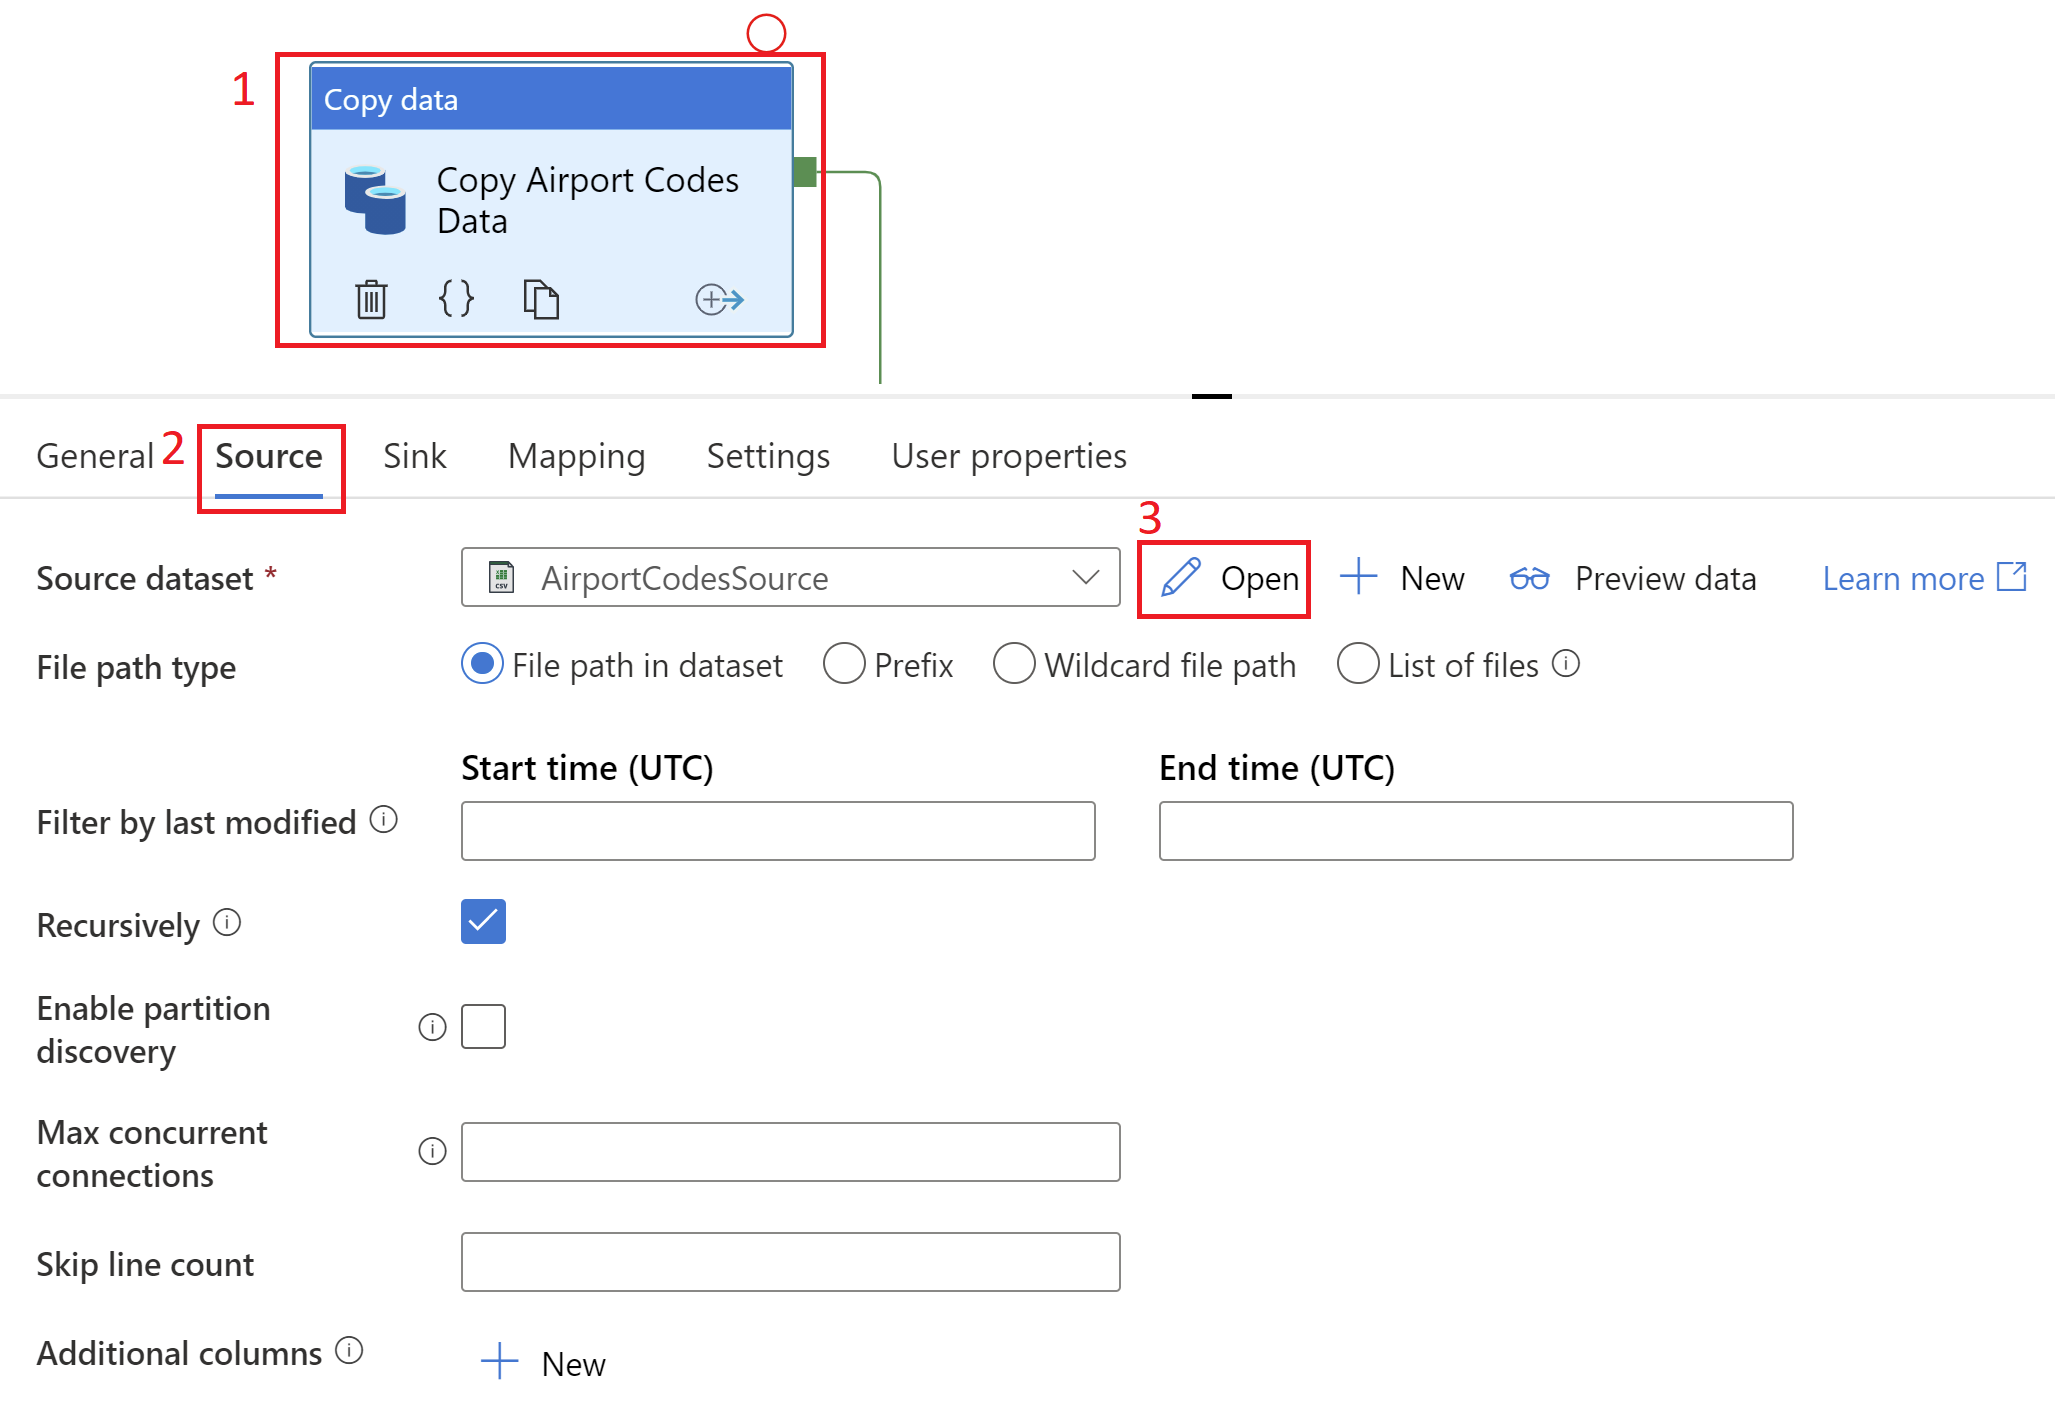 1
Copy data
Copy Airport Codes
Data
General 2 Source Sink Mapping Settings User properties
3
Source dataset * CSV AirportCodesSource Open New Preview data Learn more
File path type File path in dataset Prefix Wildcard file path List of files
Start time (UTC) End time (UTC)
Filter by last modified
Recursively
Enable partition
discovery
Max concurrent
connections
Skip line count
Additional columns New